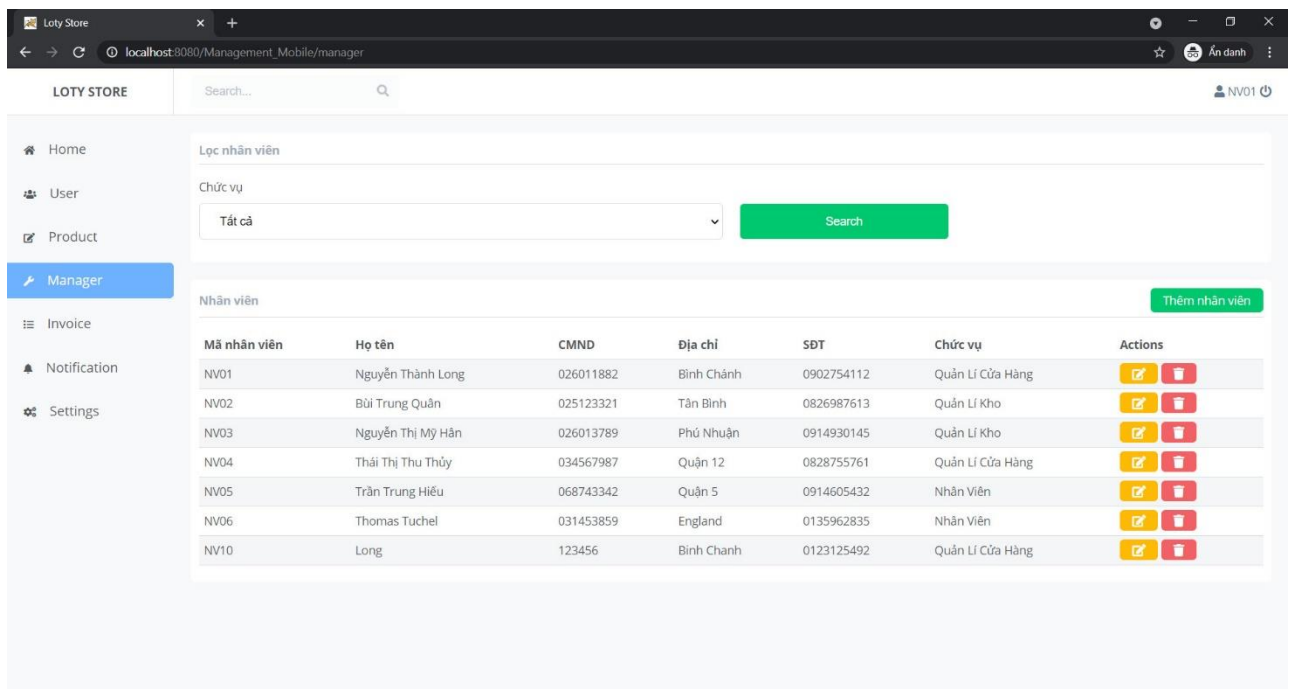 Loty Store
localhost:8080/Management_Mobile/manager
Ẩn danh
LOTY STORE
Search...
NV01
Home
User
Product
Manager
Invoice
Notification
Settings
Lọc nhân viên
Chức vụ
Tất cả
Search
Nhân viên
Thêm nhân viên
Mã nhân viên Họ tên CMND Địa chỉ SĐT Chức vụ Actions
NV01 Nguyễn Thành Long 026011882 Bình Chánh 0902754112 Quản Lí Cửa Hàng
NV02 Bùi Trung Quân 025123321 Tân Bình 0826987613 Quản Lí Kho
NV03 Nguyễn Thị Mỹ Hân 026013789 Phú Nhuận 0914930145 Quản Lí Kho
NV04 Thái Thị Thu Thủy 034567987 Quận 12 0828755761 Quản Lí Cửa Hàng
NV05 Trần Trung Hiếu 068743342 Quận 5 0914605432 Nhân Viên
NV06 Thomas Tuchel 031453859 England 0135962835 Nhân Viên
NV10 Long 123456 Binh Chanh 0123125492 Quản Lí Cửa Hàng